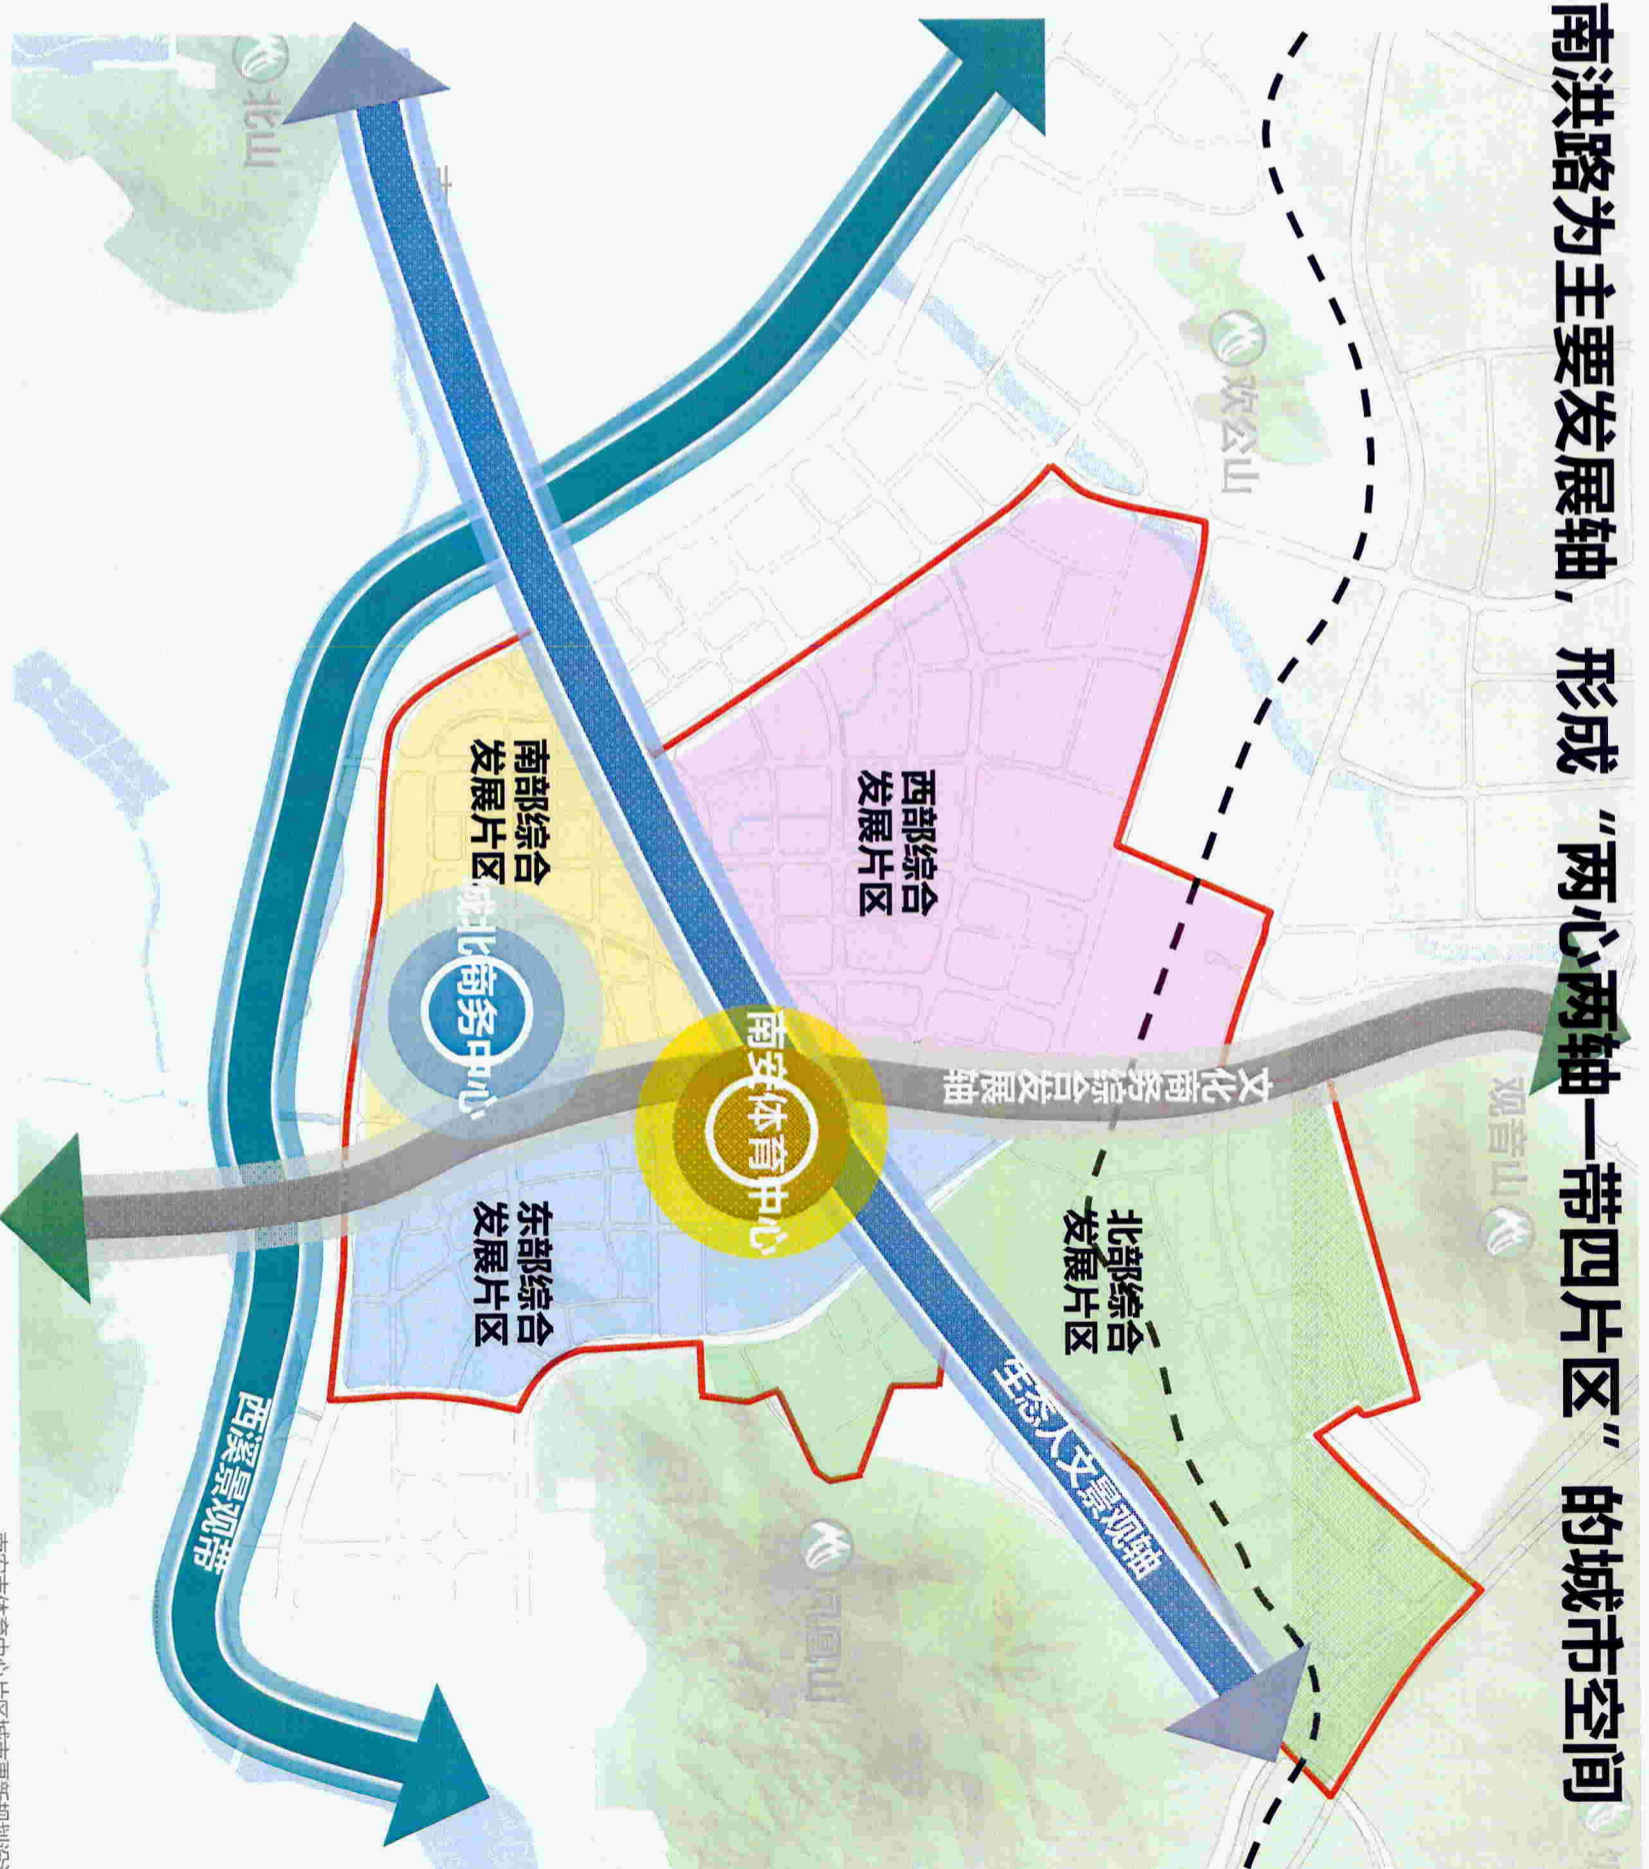 南洪路为主要发展轴，形成“两心两轴一带四片区”的城市空间
观音山
欢公山
北部综合
发展片区
文化商务综合发展轴
生态人文景观轴
西部综合
发展片区
南安体育中心
南部综合
发展片区
城北商务中心
东部综合
发展片区
西溪景观带
北山